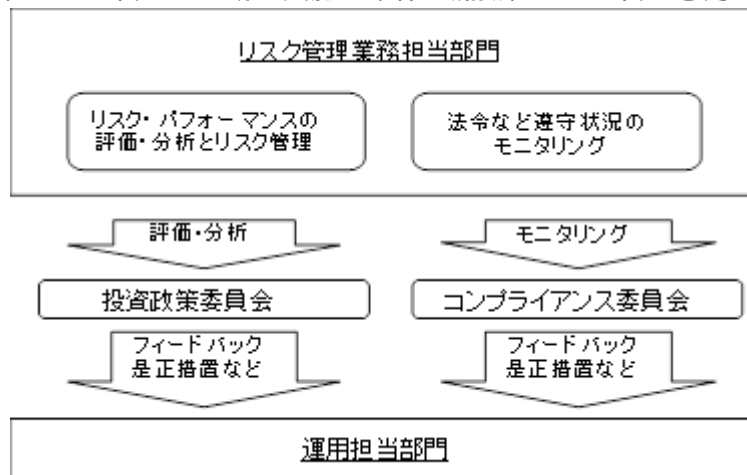 リスク管理業務担当部門
リスク・パフォーマンスの
評価・分析とリスク管理
法令など遵守状況の
モニタリング
評価・分析
モニタリング
投資政策委員会
コンプライアンス委員会
フィードバック
是正措置など
フィードバック
是正措置など
運用担当部門